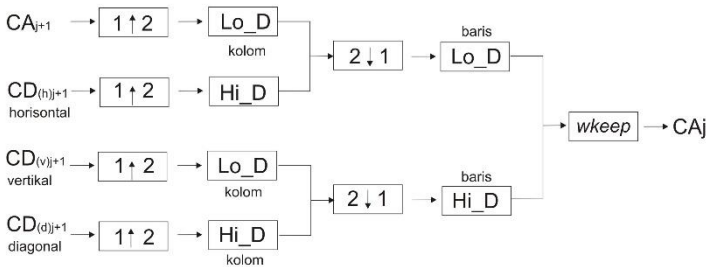 CAj+1 1↑2 Lo_D
kolom
CD(h)j+1 1↑2 Hi_D
horisontal
2↓1
baris
Lo_D
CD(v)j+1 1↑2 Lo_D
vertikal
kolom
CD(d)j+1 1↑2 Hi_D
diagonal
kolom
2↓1
baris
Hi_D
wkeep
CAj